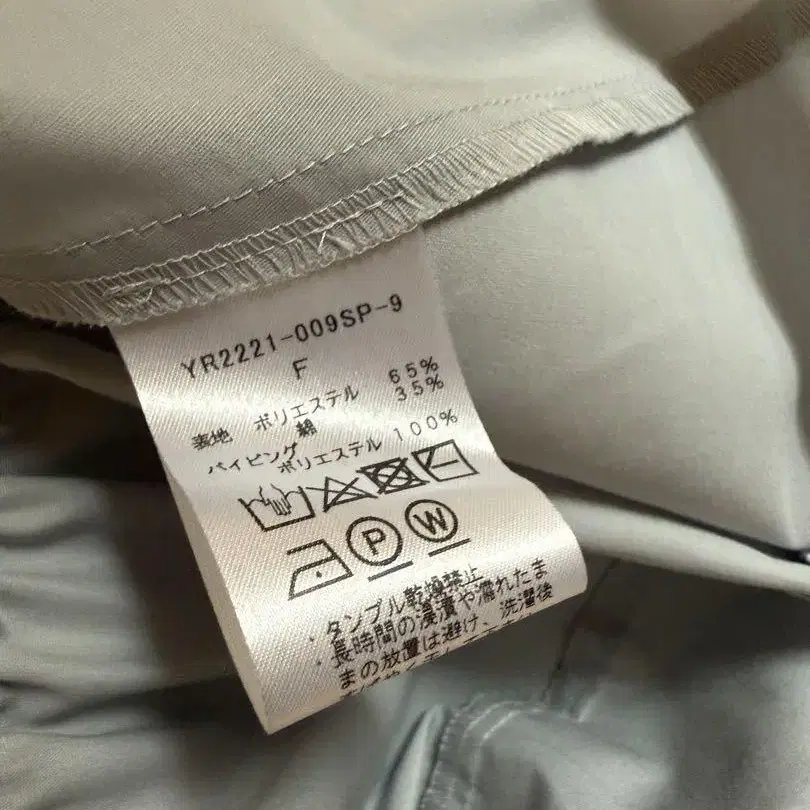 YR2221-009SP-9
F
表地 ポリエステル 65%
綿 35%
パイピング
ポリエステル 100%
P W
・タンブル乾燥禁止
・長時間の浸漬や濡れたま
まの放置は避け、洗濯後